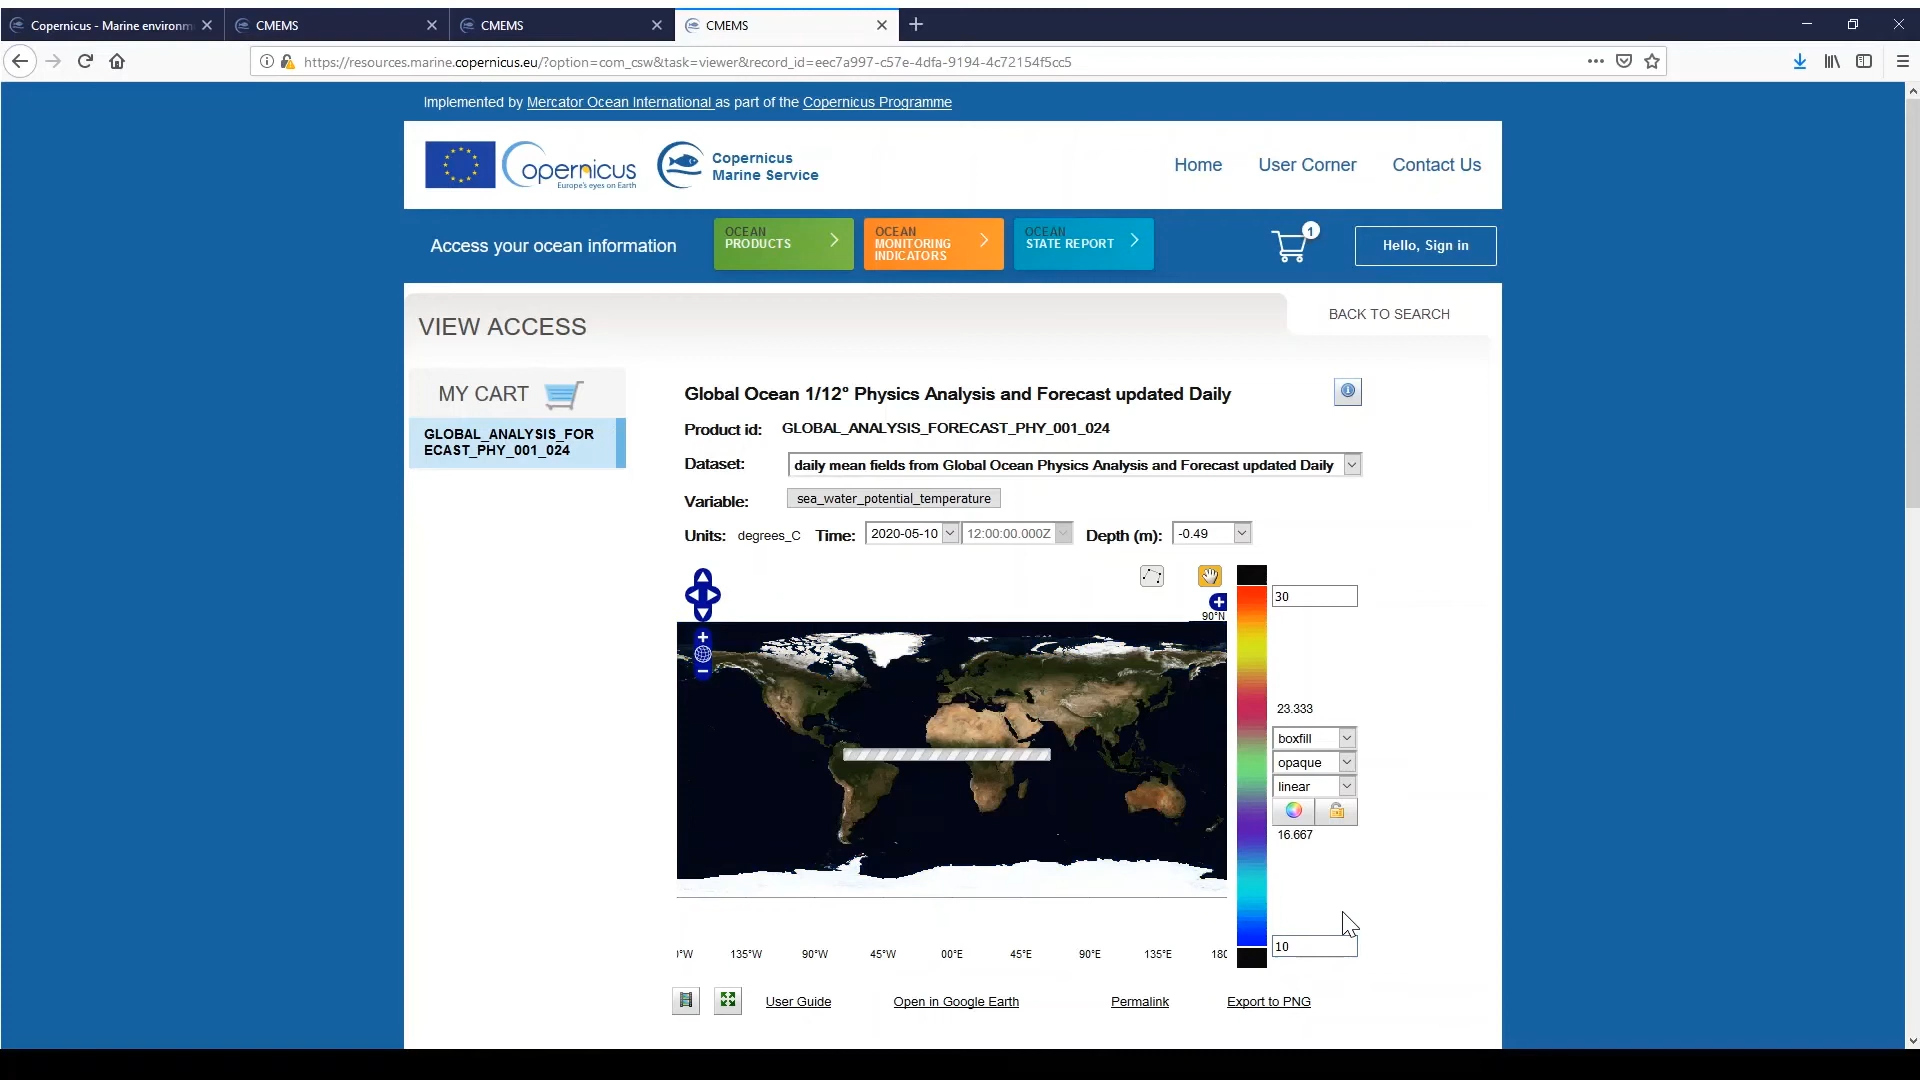 Copernicus - Marine environm
CMEMS
CMEMS
CMEMS
https://resources.marine.copernicus.eu/?option=com_csw&task=viewer&record_id=eec7a997-c57e-4dfa-9194-4c72154f5cc5
Implemented by Mercator Ocean International as part of the Copernicus Programme
opernicus
Europe's eyes on Earth
Copernicus
Marine Service
Home
User Corner
Contact Us
Access your ocean information
OCEAN
PRODUCTS
OCEAN
MONITORING
INDICATORS
OCEAN
STATE REPORT
1
Hello, Sign in
VIEW ACCESS
BACK TO SEARCH
MY CART
GLOBAL_ANALYSIS_FOR
ECAST_PHY_001_024
Global Ocean 1/12° Physics Analysis and Forecast updated Daily
Product id: GLOBAL_ANALYSIS_FORECAST_PHY_001_024
Dataset: daily mean fields from Global Ocean Physics Analysis and Forecast updated Daily
Variable: sea_water_potential_temperature
Units: degrees_C Time: 2020-05-10 12:00:00.000Z Depth (m): -0.49
30
90°N
23.333
boxfill
opaque
linear
16.667
10
°W 135°W 90°W 45°W 00°E 45°E 90°E 135°E 180
User Guide
Open in Google Earth
Permalink
Export to PNG